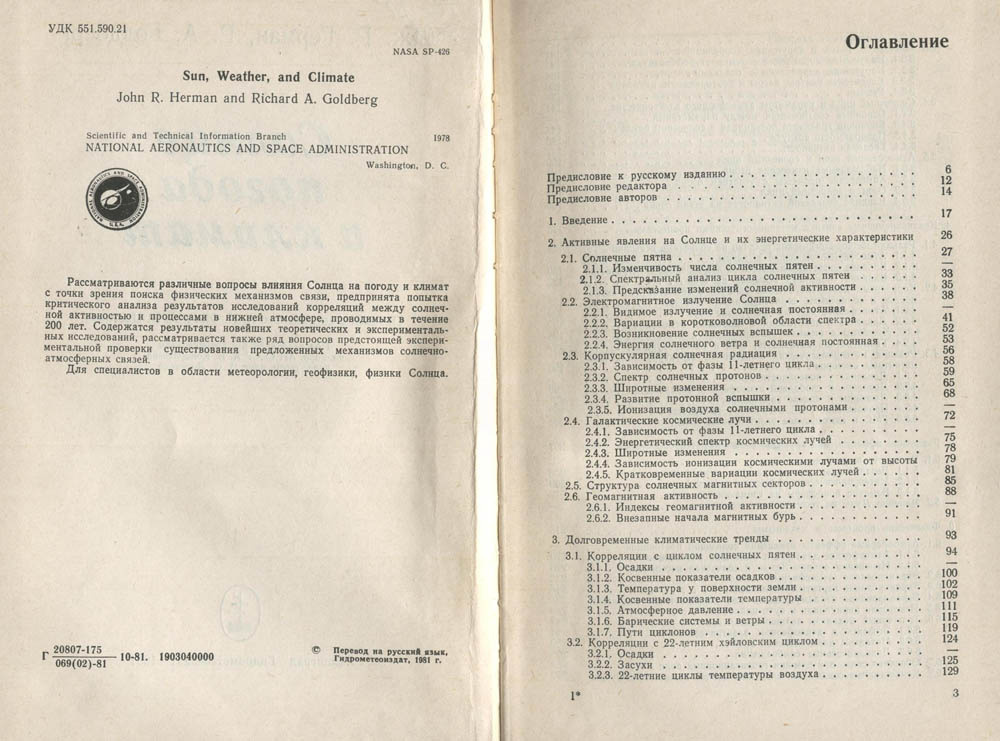 УДК 551.590.21
NASA SP-426
Sun, Weather, and Climate
John R. Herman and Richard A. Goldberg
Scientific and Technical Information Branch 1978
NATIONAL AERONAUTICS AND SPACE ADMINISTRATION
Washington, D. C.
NATIONAL AERONAUTICS AND SPACE ADMINISTRATION
U.S.A.
Рассматриваются различные вопросы влияния Солнца на погоду и климат
с точки зрения поиска физических механизмов связи, предпринята попытка
критического анализа результатов исследований корреляций между солнеч-
ной активностью и процессами в нижней атмосфере, проводимых в течение
200 лет. Содержатся результаты новейших теоретических и эксперименталь-
ных исследований, рассматривается также ряд вопросов предстоящей экспери-
ментальной проверки существования предложенных механизмов солнечно-
атмосферных связей.
Для специалистов в области метеорологии, геофизики, физики Солнца.
Г 20807-175
069(02)-81 10-81. 1903040000
© Перевод на русский язык,
Гидрометеоиздат, 1981 г.
Оглавление
Предисловие к русскому изданию . . . 6
Предисловие редактора . . . 12
Предисловие авторов . . . 14
1. Введение . . . 17
2. Активные явления на Солнце и их энергетические характеристики 26
2.1. Солнечные пятна . . . 27
2.1.1. Изменчивость числа солнечных пятен . . . —
2.1.2. Спектральный анализ цикла солнечных пятен . . . 33
2.1.3. Предсказание изменений солнечной активности . . . 35
2.2. Электромагнитное излучение Солнца . . . 38
2.2.1. Видимое излучение и солнечная постоянная . . . —
2.2.2. Вариации в коротковолновой области спектра . . . 41
2.2.3. Возникновение солнечных вспышек . . . 52
2.2.4. Энергия солнечного ветра и солнечная постоянная . . . 53
2.3. Корпускулярная солнечная радиация . . . 56
2.3.1. Зависимость от фазы 11-летнего цикла . . . 58
2.3.2. Спектр солнечных протонов . . . 59
2.3.3. Широтные изменения . . . 65
2.3.4. Развитие протонной вспышки . . . 68
2.3.5. Ионизация воздуха солнечными протонами . . . —
2.4. Галактические космические лучи . . . 72
2.4.1. Зависимость от фазы 11-летнего цикла . . . —
2.4.2. Энергетический спектр космических лучей . . . 75
2.4.3. Широтные изменения . . . 78
2.4.4. Зависимость ионизации космическими лучами от высоты 79
2.4.5. Кратковременные вариации космических лучей . . . 81
2.5. Структура солнечных магнитных секторов . . . 85
2.6. Геомагнитная активность . . . 88
2.6.1. Индексы геомагнитной активности . . . —
2.6.2. Внезапные начала магнитных бурь . . . 91
3. Долговременные климатические тренды . . . 93
3.1. Корреляции с циклом солнечных пятен . . . 94
3.1.1. Осадки . . . —
3.1.2. Косвенные показатели осадков . . . 100
3.1.3. Температура у поверхности земли . . . 102
3.1.4. Косвенные показатели температуры . . . 109
3.1.5. Атмосферное давление . . . 111
3.1.6. Барические системы и ветры . . . 115
3.1.7. Пути циклонов . . . 119
3.2. Корреляции с 22-летним хэйловским циклом . . . 124
3.2.1. Осадки . . . —
3.2.2. Засухи . . . 125
3.2.3. 22-летние циклы температуры воздуха . . . 129
1* 3